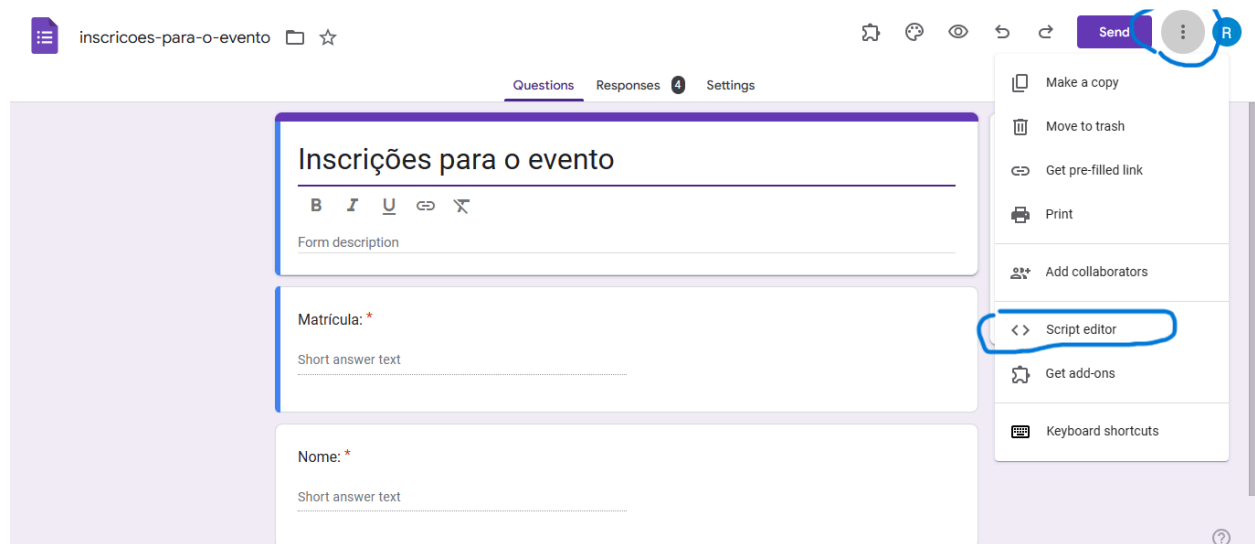 inscricoes-para-o-evento
Send
R
Questions Responses 4 Settings
Make a copy
Move to trash
Get pre-filled link
Print
Add collaborators
Script editor
Get add-ons
Keyboard shortcuts
Inscrições para o evento
B I U
Form description
Matrícula: *
Short answer text
Nome: *
Short answer text